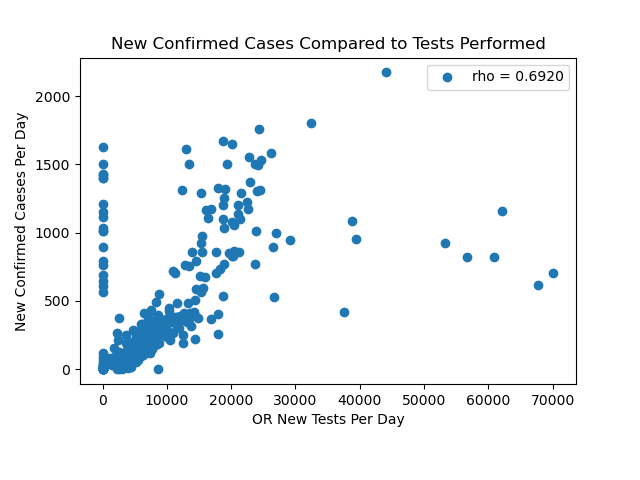 New Confirmed Cases Compared to Tests Performed
rho = 0.6920
New Confirmed Caeses Per Day
2000
1500
1000
500
0
0 10000 20000 30000 40000 50000 60000 70000
OR New Tests Per Day